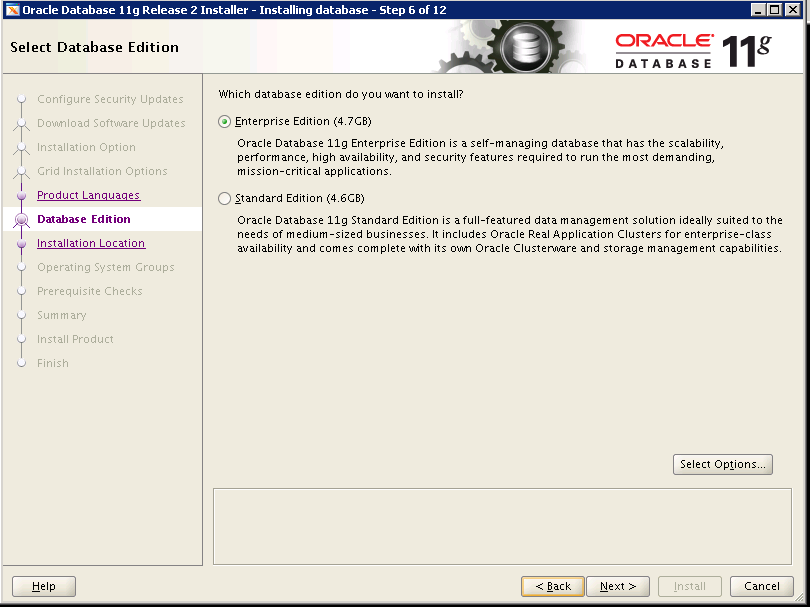 Oracle Database 11g Release 2 Installer - Installing database - Step 6 of 12
Select Database Edition
ORACLE
DATABASE 11g
Configure Security Updates
Download Software Updates
Installation Option
Grid Installation Options
Product Languages
Database Edition
Installation Location
Operating System Groups
Prerequisite Checks
Summary
Install Product
Finish
Which database edition do you want to install?
Enterprise Edition (4.7GB)
Oracle Database 11g Enterprise Edition is a self-managing database that has the scalability,
performance, high availability, and security features required to run the most demanding,
mission-critical applications.
Standard Edition (4.6GB)
Oracle Database 11g Standard Edition is a full-featured data management solution ideally suited to the
needs of medium-sized businesses. It includes Oracle Real Application Clusters for enterprise-class
availability and comes complete with its own Oracle Clusterware and storage management capabilities.
Select Options...
Help
< Back
Next >
Install
Cancel